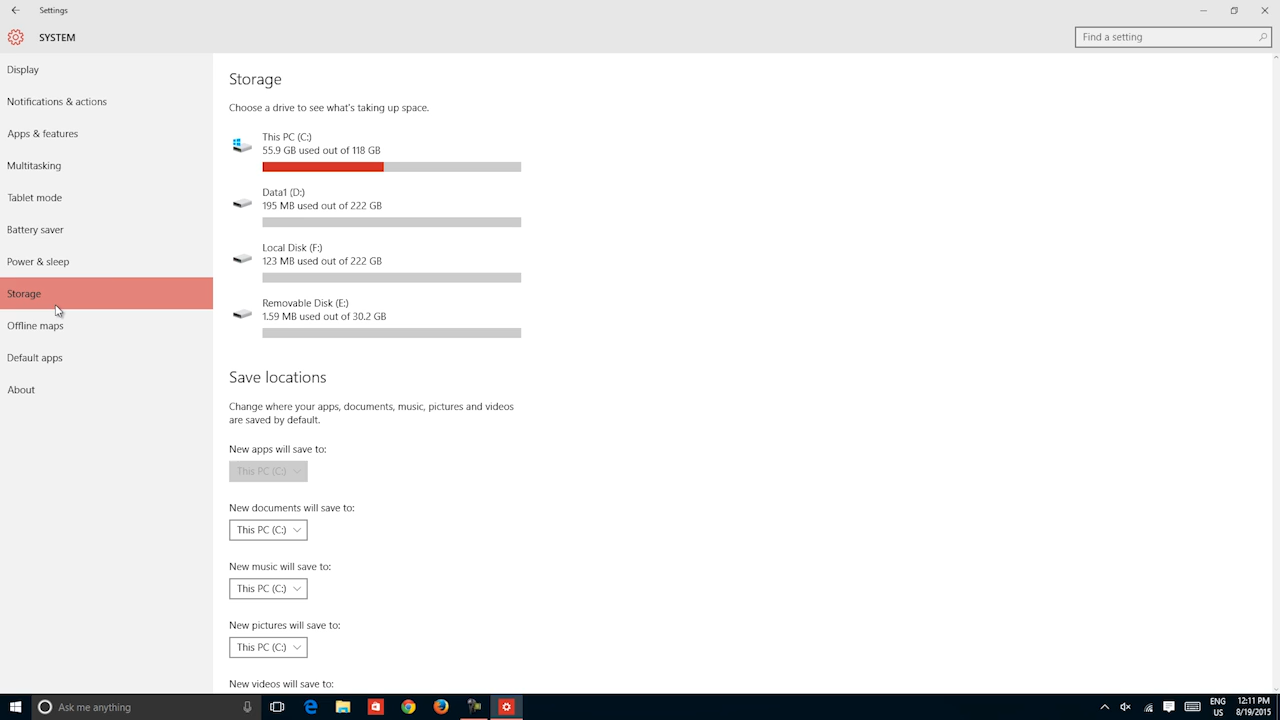 Settings
SYSTEM
Find a setting
Display
Notifications & actions
Apps & features
Multitasking
Tablet mode
Battery saver
Power & sleep
Storage
Offline maps
Default apps
About
Storage
Choose a drive to see what's taking up space.
This PC (C:)
55.9 GB used out of 118 GB
Data1 (D:)
195 MB used out of 222 GB
Local Disk (F:)
123 MB used out of 222 GB
Removable Disk (E:)
1.59 MB used out of 30.2 GB
Save locations
Change where your apps, documents, music, pictures and videos
are saved by default.
New apps will save to:
This PC (C:)
New documents will save to:
This PC (C:)
New music will save to:
This PC (C:)
New pictures will save to:
This PC (C:)
New videos will save to:
Ask me anything
ENG
US
12:11 PM
8/19/2015